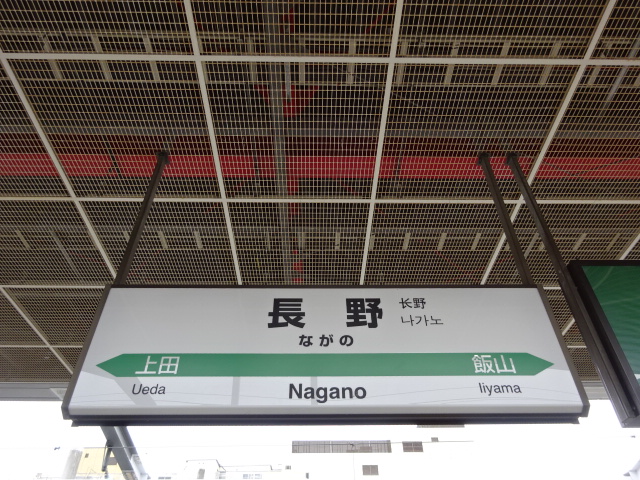 長野
长野
나가노
ながの
上田 飯山
Ueda Nagano Iiyama